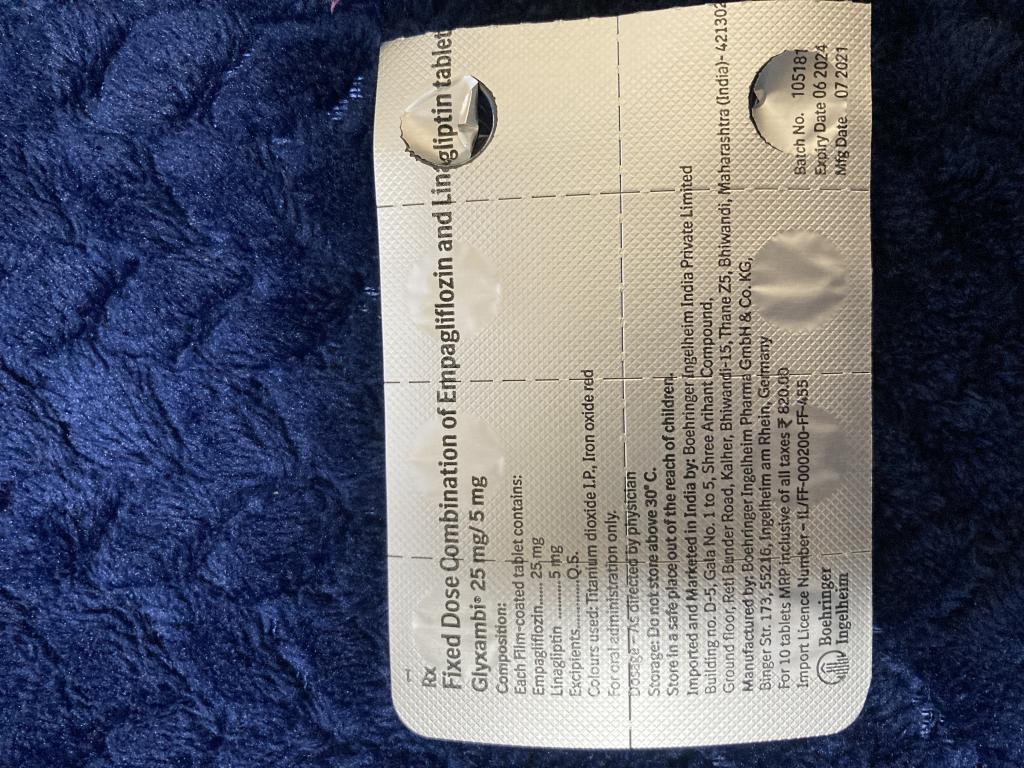 Rx
Fixed Dose Combination of Empagliflozin and Linagliptin tablet
Glyxambi® 25 mg/5 mg
Composition:
Each Film-coated tablet contains:
Empagliflozin...... 25 mg
Linagliptin ............ 5 mg
Excipients..............Q.S.
Colours used: Titanium dioxide I.P., Iron oxide red
For oral administration only.
Dosage – As directed by physician
Storage: Do not store above 30°C.
Store in a safe place out of the reach of children.
Imported and Marketed in India by: Boehringer Ingelheim India Private Limited
Building no. D-5, Gala No. 1 to 5, Shree Arihant Compound,
Ground floor, Reti Bunder Road, Kalher, Bhiwandi-15, Thane Z5, Bhiwandi, Maharashtra (India)- 421302
Manufactured by: Boehringer Ingelheim Pharma GmbH & Co. KG,
Binger Str. 173, 55216, Ingelheim am Rhein, Germany
For 10 tablets MRP inclusive of all taxes ₹ 820.00
Import Licence Number – IL/FF-000200-FF-455
Boehringer
Ingelheim
Batch No. 105181
Expiry Date 06 2024
Mfg Date 07 2021